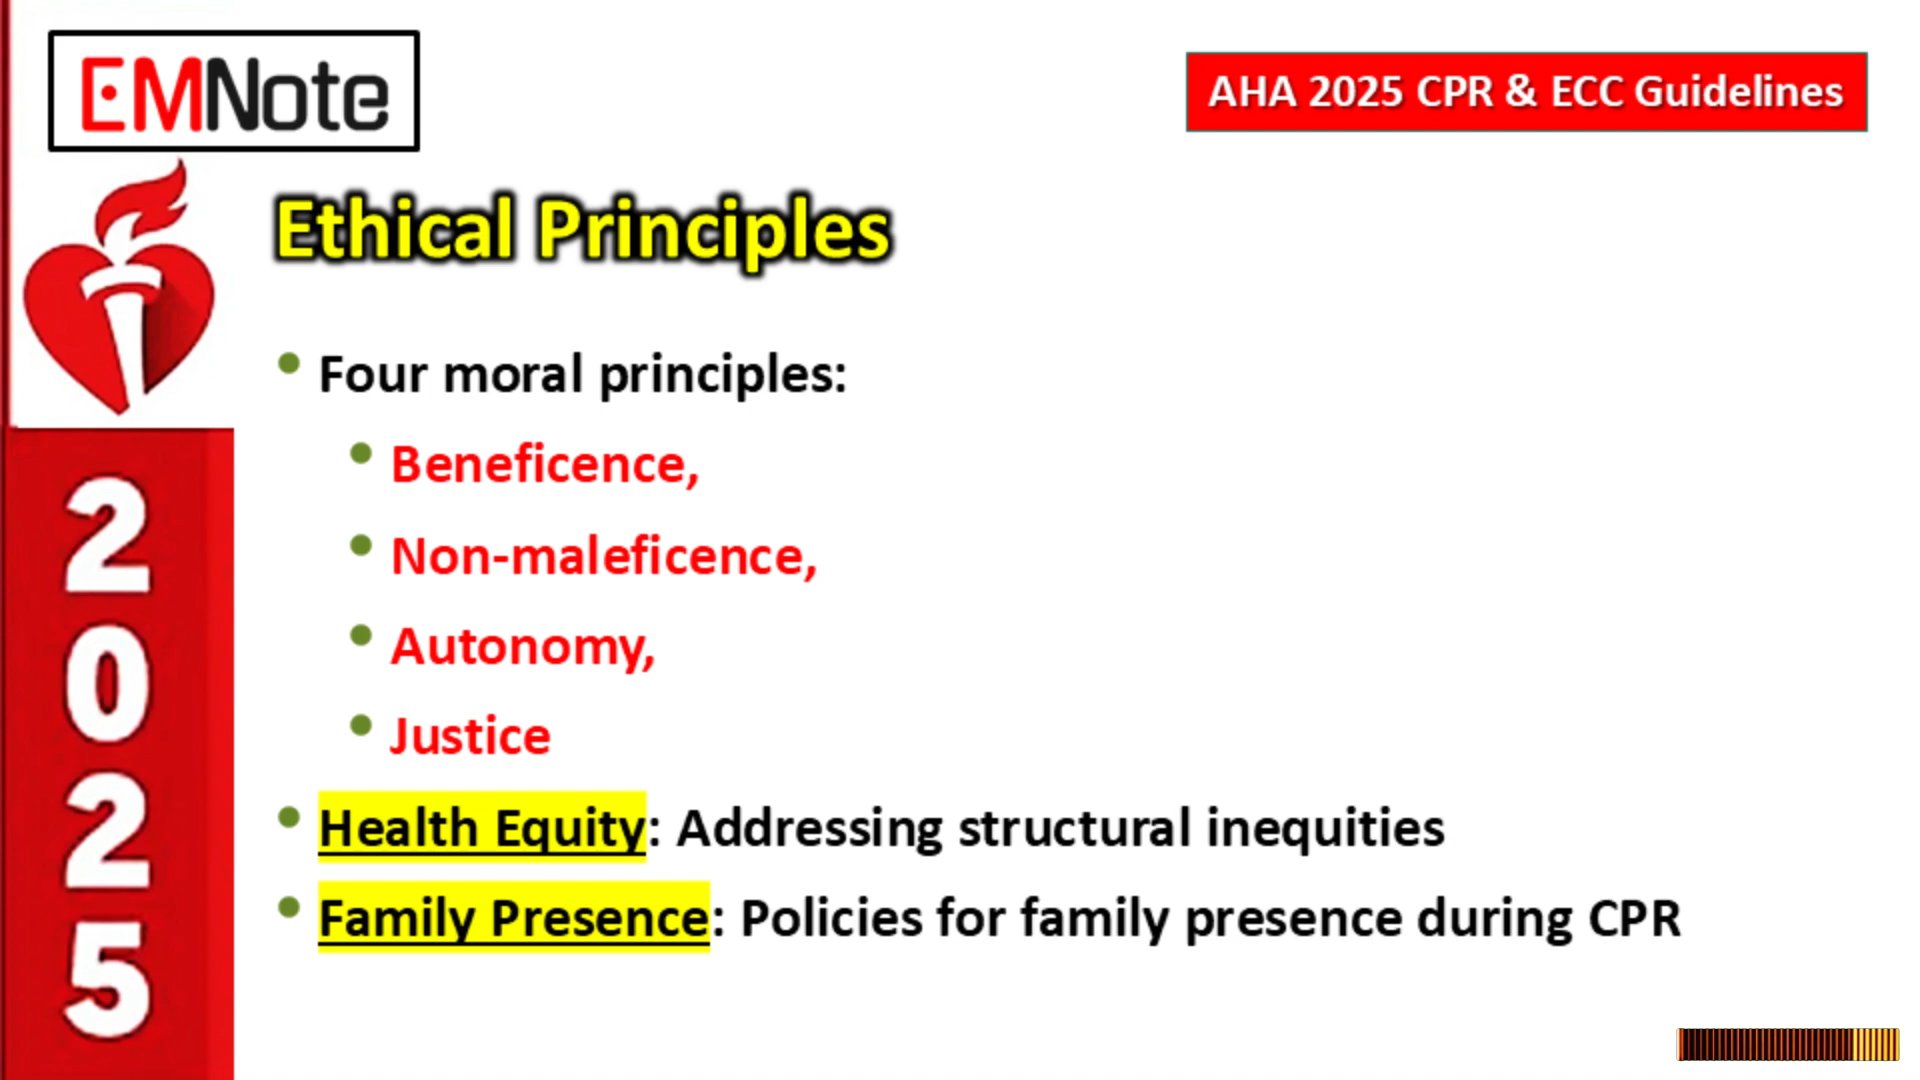 EMNote
AHA 2025 CPR & ECC Guidelines
Ethical Principles
Four moral principles:
Beneficence,
Non-maleficence,
Autonomy,
Justice
Health Equity: Addressing structural inequities
Family Presence: Policies for family presence during CPR
2
0
2
5